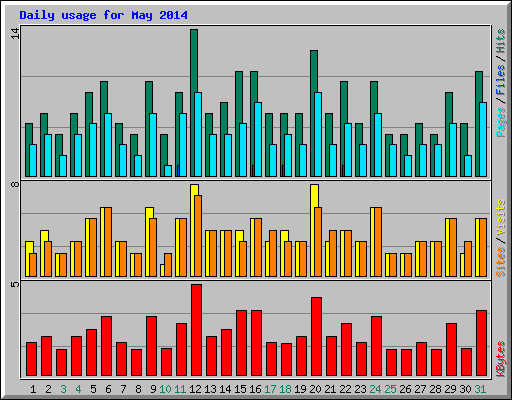 Daily usage for May 2014
14
Pages / Files / Hits
8
Sites / Visits
5
KBytes
1 2 3 4 5 6 7 8 9 10 11 12 13 14 15 16 17 18 19 20 21 22 23 24 25 26 27 28 29 30 31